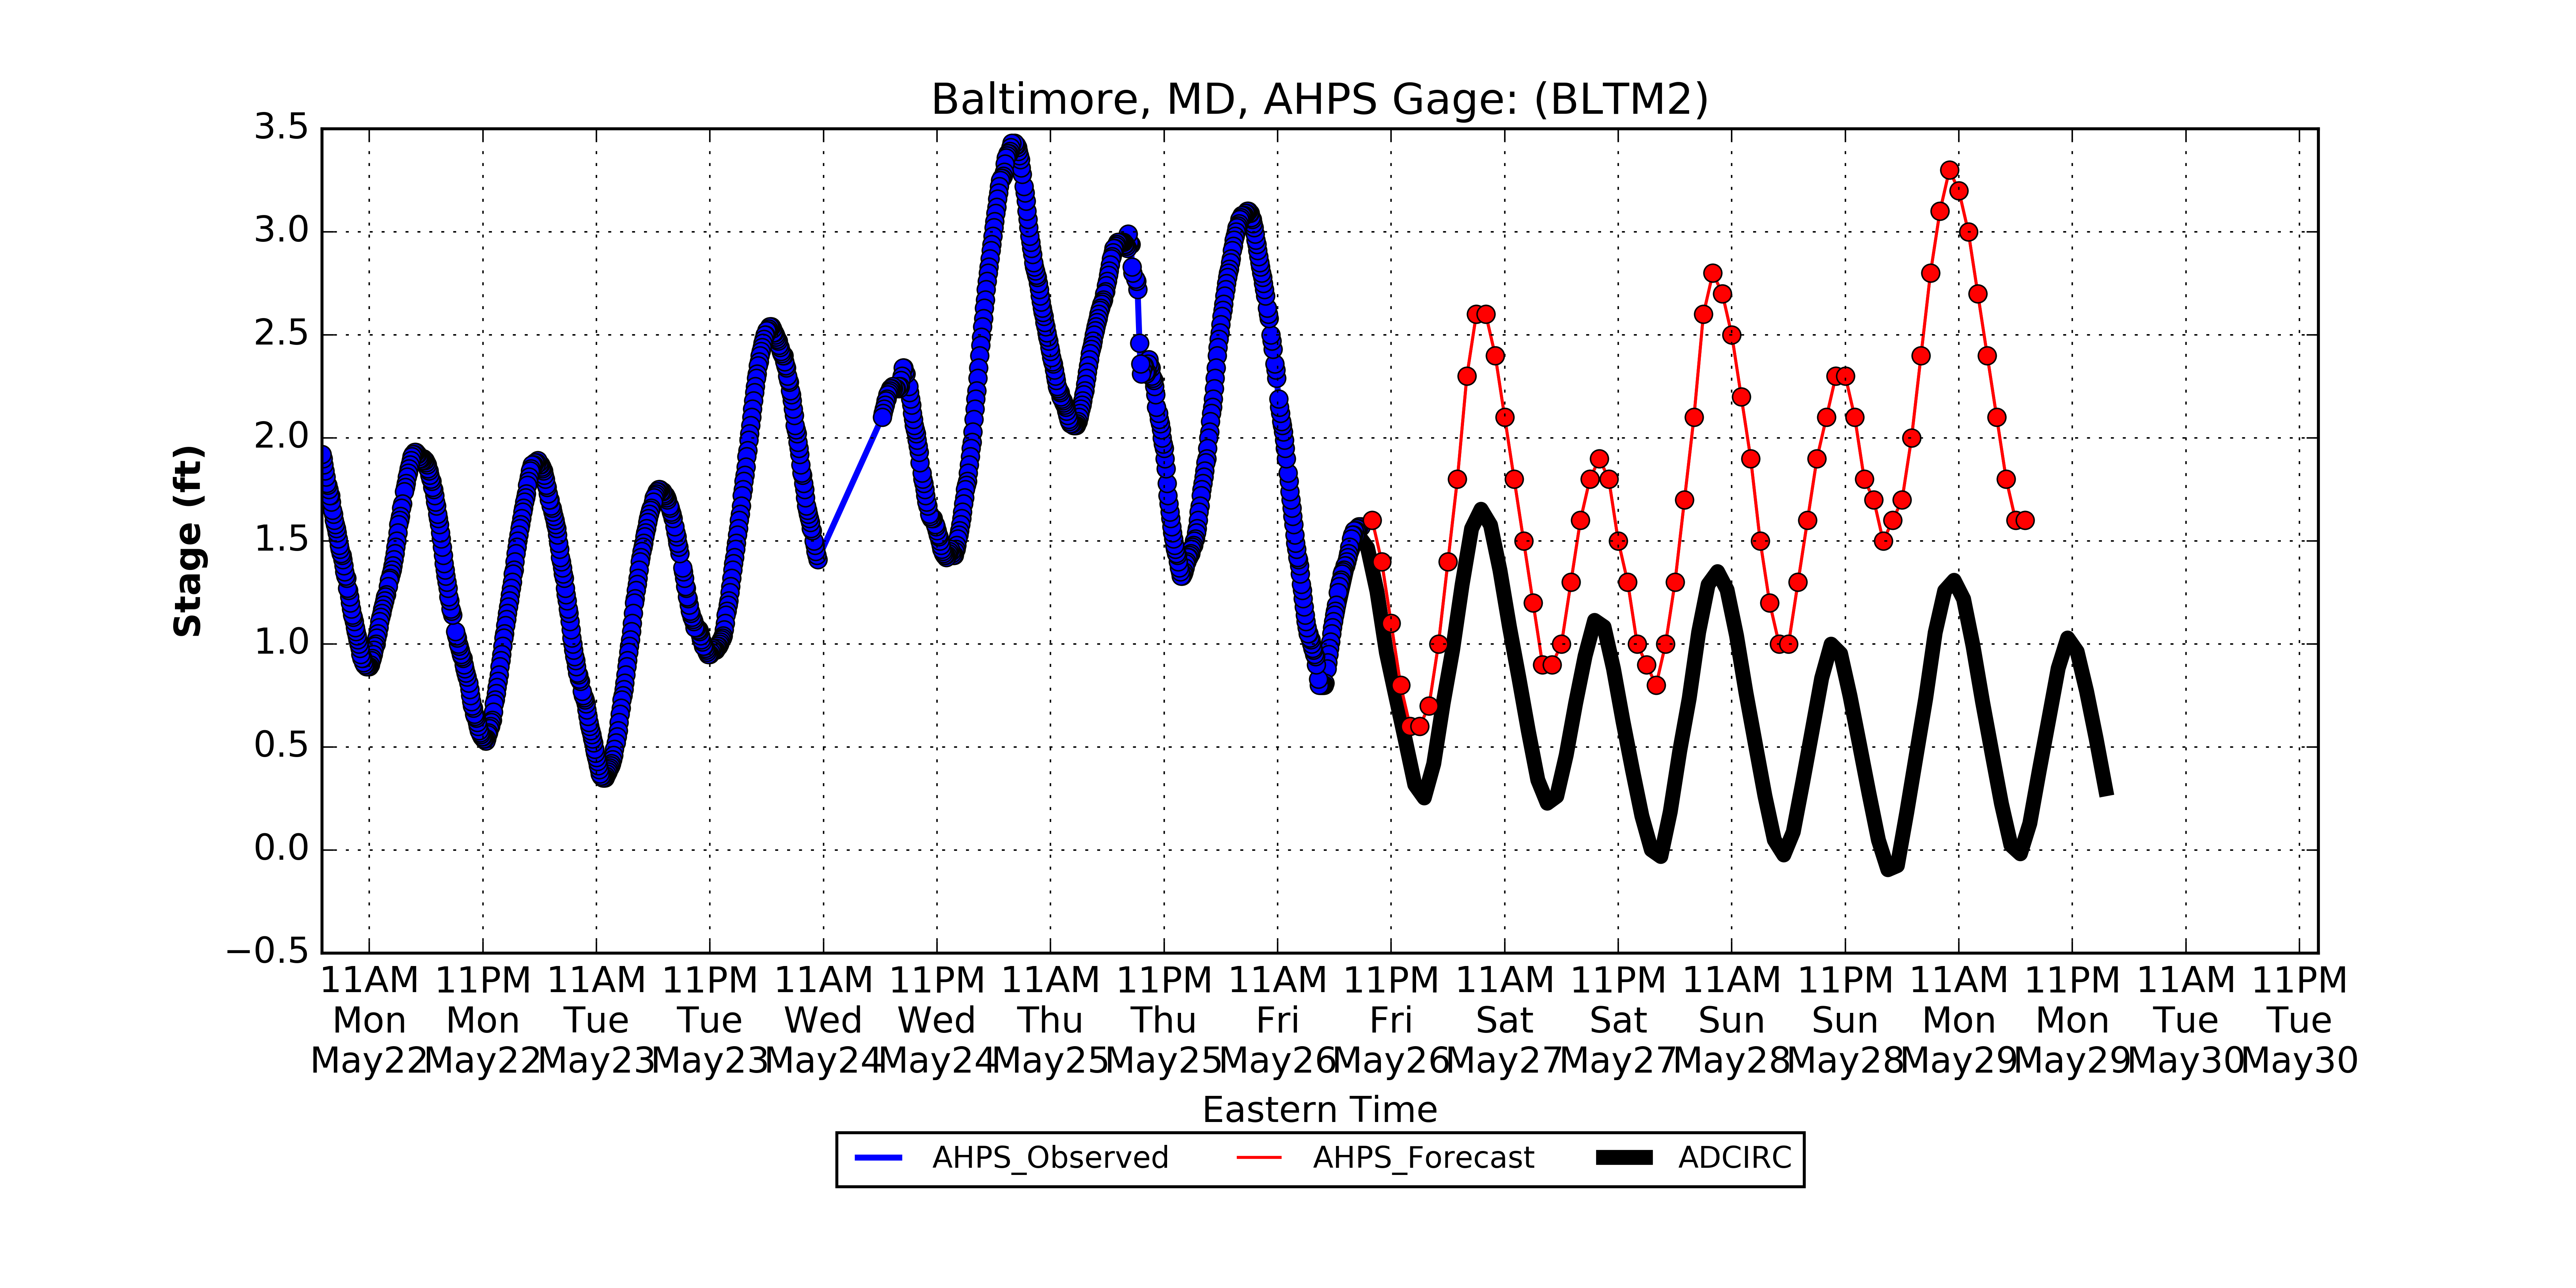 Baltimore, MD, AHPS Gage: (BLTM2)
Stage (ft)
3.5
3.0
2.5
2.0
1.5
1.0
0.5
0.0
−0.5
11AM 11PM 11AM 11PM 11AM 11PM 11AM 11PM 11AM 11PM 11AM 11PM 11AM 11PM 11AM 11PM 11AM 11PM
Mon Mon Tue Tue Wed Wed Thu Thu Fri Fri Sat Sat Sun Sun Mon Mon Tue Tue
May22 May22 May23 May23 May24 May24 May25 May25 May26 May26 May27 May27 May28 May28 May29 May29 May30 May30
Eastern Time
AHPS_Observed AHPS_Forecast ADCIRC